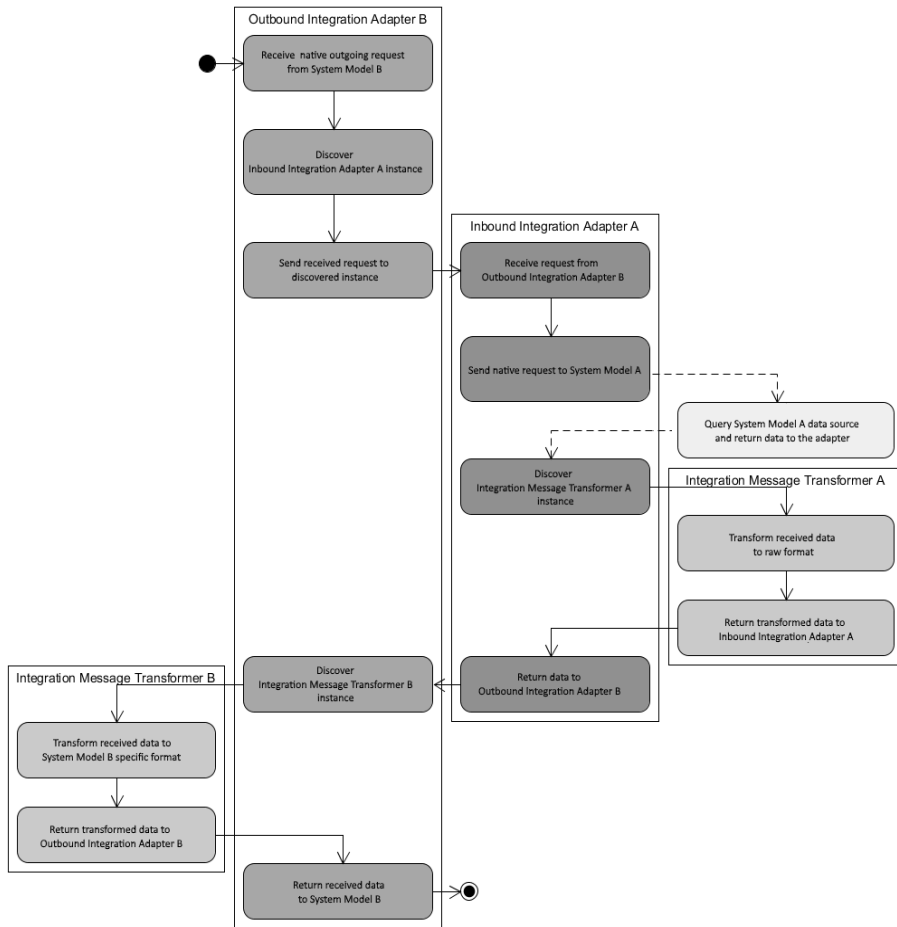 Outbound Integration Adapter B
Receive native outgoing request
from System Model B
Discover
Inbound Integration Adapter A instance
Send received request to
discovered instance
Inbound Integration Adapter A
Receive request from
Outbound Integration Adapter B
Send native request to System Model A
Query System Model A data source
and return data to the adapter
Discover
Integration Message Transformer A
instance
Integration Message Transformer A
Transform received data
to raw format
Return transformed data to
Inbound Integration Adapter A
Return data to
Outbound Integration Adapter B
Discover
Integration Message Transformer B
instance
Integration Message Transformer B
Transform received data to
System Model B specific format
Return transformed data to
Outbound Integration Adapter B
Return received data
to System Model B